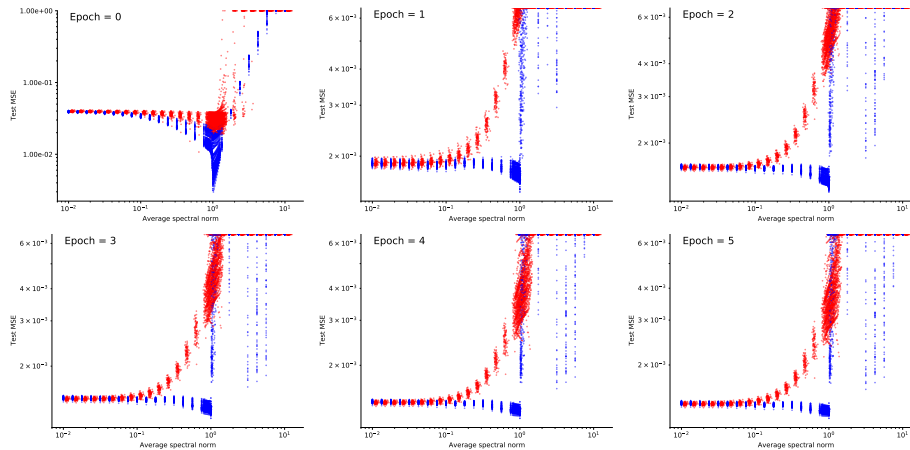 Epoch = 0
1.00e+00
1.00e-01
1.00e-02
Test MSE
10⁻²
10⁻¹
10⁰
10¹
Average spectral norm
Epoch = 1
6 × 10⁻³
4 × 10⁻³
3 × 10⁻³
2 × 10⁻³
Test MSE
10⁻²
10⁻¹
10⁰
10¹
Average spectral norm
Epoch = 2
6 × 10⁻³
4 × 10⁻³
3 × 10⁻³
2 × 10⁻³
Test MSE
10⁻²
10⁻¹
10⁰
10¹
Average spectral norm
Epoch = 3
6 × 10⁻³
4 × 10⁻³
3 × 10⁻³
2 × 10⁻³
Test MSE
10⁻²
10⁻¹
10⁰
10¹
Average spectral norm
Epoch = 4
6 × 10⁻³
4 × 10⁻³
3 × 10⁻³
2 × 10⁻³
Test MSE
10⁻²
10⁻¹
10⁰
10¹
Average spectral norm
Epoch = 5
6 × 10⁻³
4 × 10⁻³
3 × 10⁻³
2 × 10⁻³
Test MSE
10⁻²
10⁻¹
10⁰
10¹
Average spectral norm